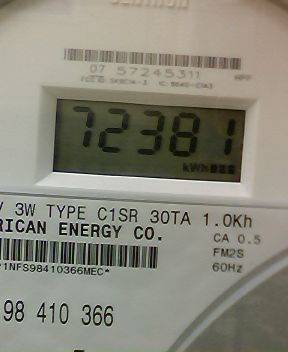 07 57245311
72381
kWh
V 3W TYPE C1SR 30TA 1.0Kh
RICAN ENERGY CO.
CA 0.5
FM2S
60Hz
*1NFS98410366MEC*
98 410 366